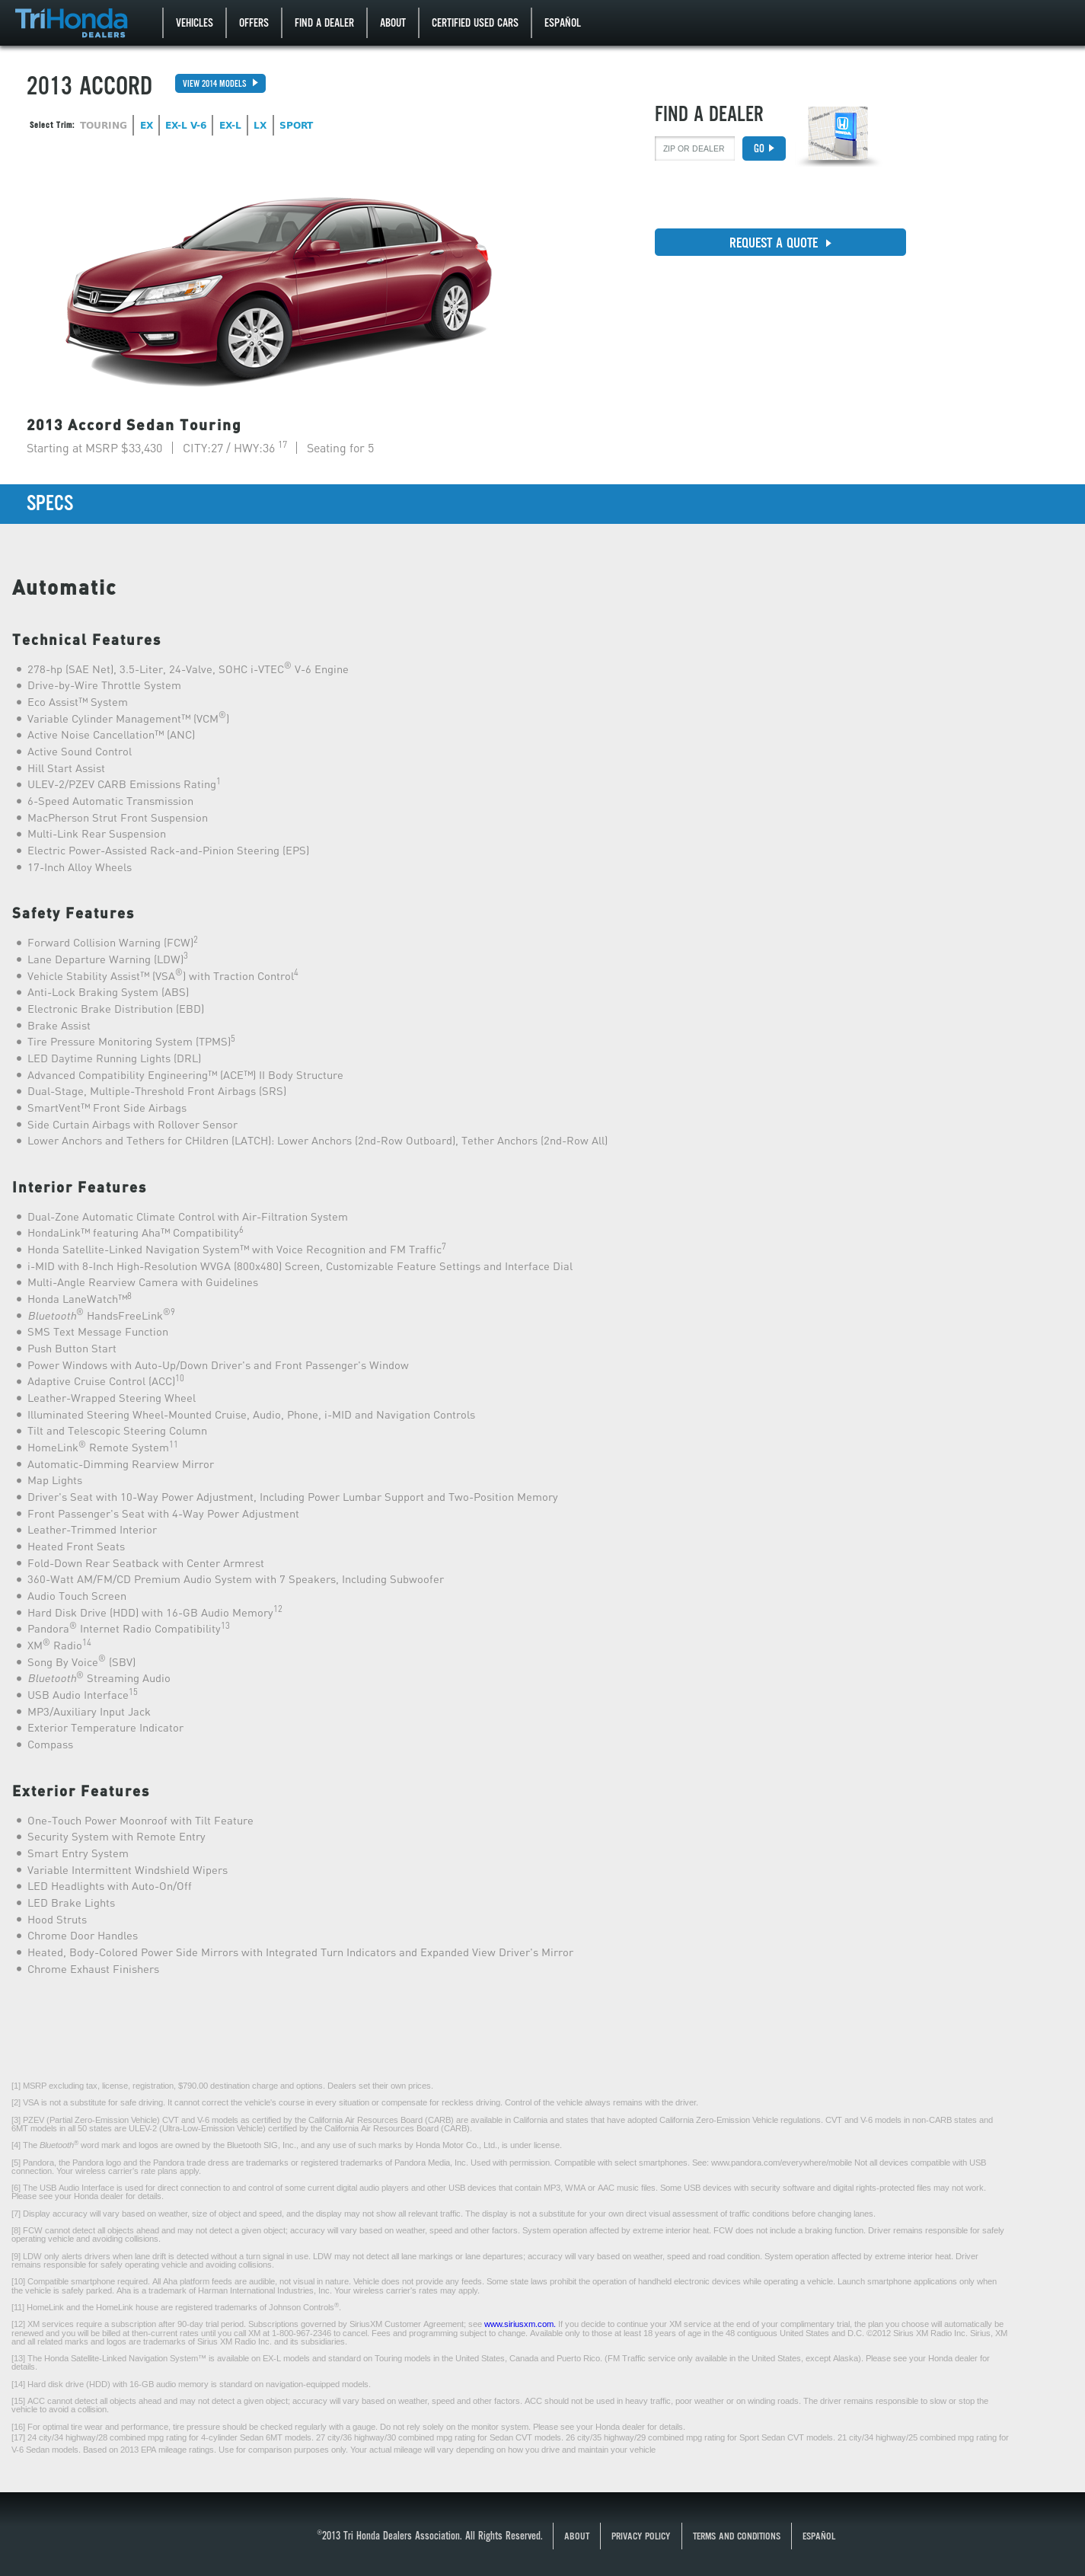 TriHonda
DEALERS
VEHICLES
OFFERS
FIND A DEALER
ABOUT
CERTIFIED USED CARS
ESPAÑOL
2013 ACCORD
VIEW 2014 MODELS
Select Trim: TOURING EX EX-L V-6 EX-L LX SPORT
FIND A DEALER
ZIP OR DEALER
GO
REQUEST A QUOTE
2013 Accord Sedan Touring
Starting at MSRP $33,430 | CITY:27 / HWY:36 17 | Seating for 5
SPECS
Automatic
Technical Features
278-hp (SAE Net), 3.5-Liter, 24-Valve, SOHC i-VTEC® V-6 Engine
Drive-by-Wire Throttle System
Eco Assist™ System
Variable Cylinder Management™ (VCM®)
Active Noise Cancellation™ (ANC)
Active Sound Control
Hill Start Assist
ULEV-2/PZEV CARB Emissions Rating1
6-Speed Automatic Transmission
MacPherson Strut Front Suspension
Multi-Link Rear Suspension
Electric Power-Assisted Rack-and-Pinion Steering (EPS)
17-Inch Alloy Wheels
Safety Features
Forward Collision Warning (FCW)2
Lane Departure Warning (LDW)3
Vehicle Stability Assist™ (VSA®) with Traction Control4
Anti-Lock Braking System (ABS)
Electronic Brake Distribution (EBD)
Brake Assist
Tire Pressure Monitoring System (TPMS)5
LED Daytime Running Lights (DRL)
Advanced Compatibility Engineering™ (ACE™) II Body Structure
Dual-Stage, Multiple-Threshold Front Airbags (SRS)
SmartVent™ Front Side Airbags
Side Curtain Airbags with Rollover Sensor
Lower Anchors and Tethers for CHildren (LATCH): Lower Anchors (2nd-Row Outboard), Tether Anchors (2nd-Row All)
Interior Features
Dual-Zone Automatic Climate Control with Air-Filtration System
HondaLink™ featuring Aha™ Compatibility6
Honda Satellite-Linked Navigation System™ with Voice Recognition and FM Traffic7
i-MID with 8-Inch High-Resolution WVGA (800x480) Screen, Customizable Feature Settings and Interface Dial
Multi-Angle Rearview Camera with Guidelines
Honda LaneWatch™8
Bluetooth® HandsFreeLink®9
SMS Text Message Function
Push Button Start
Power Windows with Auto-Up/Down Driver's and Front Passenger's Window
Adaptive Cruise Control (ACC)10
Leather-Wrapped Steering Wheel
Illuminated Steering Wheel-Mounted Cruise, Audio, Phone, i-MID and Navigation Controls
Tilt and Telescopic Steering Column
HomeLink® Remote System11
Automatic-Dimming Rearview Mirror
Map Lights
Driver's Seat with 10-Way Power Adjustment, Including Power Lumbar Support and Two-Position Memory
Front Passenger's Seat with 4-Way Power Adjustment
Leather-Trimmed Interior
Heated Front Seats
Fold-Down Rear Seatback with Center Armrest
360-Watt AM/FM/CD Premium Audio System with 7 Speakers, Including Subwoofer
Audio Touch Screen
Hard Disk Drive (HDD) with 16-GB Audio Memory12
Pandora® Internet Radio Compatibility13
XM® Radio14
Song By Voice® (SBV)
Bluetooth® Streaming Audio
USB Audio Interface15
MP3/Auxiliary Input Jack
Exterior Temperature Indicator
Compass
Exterior Features
One-Touch Power Moonroof with Tilt Feature
Security System with Remote Entry
Smart Entry System
Variable Intermittent Windshield Wipers
LED Headlights with Auto-On/Off
LED Brake Lights
Hood Struts
Chrome Door Handles
Heated, Body-Colored Power Side Mirrors with Integrated Turn Indicators and Expanded View Driver's Mirror
Chrome Exhaust Finishers
[1] MSRP excluding tax, license, registration, $790.00 destination charge and options. Dealers set their own prices.
[2] VSA is not a substitute for safe driving. It cannot correct the vehicle's course in every situation or compensate for reckless driving. Control of the vehicle always remains with the driver.
[3] PZEV (Partial Zero-Emission Vehicle) CVT and V-6 models as certified by the California Air Resources Board (CARB) are available in California and states that have adopted California Zero-Emission Vehicle regulations. CVT and V-6 models in non-CARB states and
6MT models in all 50 states are ULEV-2 (Ultra-Low-Emission Vehicle) certified by the California Air Resources Board (CARB).
[4] The Bluetooth® word mark and logos are owned by the Bluetooth SIG, Inc., and any use of such marks by Honda Motor Co., Ltd., is under license.
[5] Pandora, the Pandora logo and the Pandora trade dress are trademarks or registered trademarks of Pandora Media, Inc. Used with permission. Compatible with select smartphones. See: www.pandora.com/everywhere/mobile Not all devices compatible with USB
connection. Your wireless carrier's rate plans apply.
[6] The USB Audio Interface is used for direct connection to and control of some current digital audio players and other USB devices that contain MP3, WMA or AAC music files. Some USB devices with security software and digital rights-protected files may not work.
Please see your Honda dealer for details.
[7] Display accuracy will vary based on weather, size of object and speed, and the display may not show all relevant traffic. The display is not a substitute for your own direct visual assessment of traffic conditions before changing lanes.
[8] FCW cannot detect all objects ahead and may not detect a given object; accuracy will vary based on weather, speed and other factors. System operation affected by extreme interior heat. FCW does not include a braking function. Driver remains responsible for safely
operating vehicle and avoiding collisions.
[9] LDW only alerts drivers when lane drift is detected without a turn signal in use. LDW may not detect all lane markings or lane departures; accuracy will vary based on weather, speed and road condition. System operation affected by extreme interior heat. Driver
remains responsible for safely operating vehicle and avoiding collisions.
[10] Compatible smartphone required. All Aha platform feeds are audible, not visual in nature. Vehicle does not provide any feeds. Some state laws prohibit the operation of handheld electronic devices while operating a vehicle. Launch smartphone applications only when
the vehicle is safely parked. Aha is a trademark of Harman International Industries, Inc. Your wireless carrier's rates may apply.
[11] HomeLink and the HomeLink house are registered trademarks of Johnson Controls®.
[12] XM services require a subscription after 90-day trial period. Subscriptions governed by SiriusXM Customer Agreement; see www.siriusxm.com. If you decide to continue your XM service at the end of your complimentary trial, the plan you choose will automatically be
renewed and you will be billed at then-current rates until you call XM at 1-800-967-2346 to cancel. Fees and programming subject to change. Available only to those at least 18 years of age in the 48 contiguous United States and D.C. ©2012 Sirius XM Radio Inc. Sirius, XM
and all related marks and logos are trademarks of Sirius XM Radio Inc. and its subsidiaries.
[13] The Honda Satellite-Linked Navigation System™ is available on EX-L models and standard on Touring models in the United States, Canada and Puerto Rico. (FM Traffic service only available in the United States, except Alaska). Please see your Honda dealer for
details.
[14] Hard disk drive (HDD) with 16-GB audio memory is standard on navigation-equipped models.
[15] ACC cannot detect all objects ahead and may not detect a given object; accuracy will vary based on weather, speed and other factors. ACC should not be used in heavy traffic, poor weather or on winding roads. The driver remains responsible to slow or stop the
vehicle to avoid a collision.
[16] For optimal tire wear and performance, tire pressure should be checked regularly with a gauge. Do not rely solely on the monitor system. Please see your Honda dealer for details.
[17] 24 city/34 highway/28 combined mpg rating for 4-cylinder Sedan 6MT models. 27 city/36 highway/30 combined mpg rating for Sedan CVT models. 26 city/35 highway/29 combined mpg rating for Sport Sedan CVT models. 21 city/34 highway/25 combined mpg rating for
V-6 Sedan models. Based on 2013 EPA mileage ratings. Use for comparison purposes only. Your actual mileage will vary depending on how you drive and maintain your vehicle
©2013 Tri Honda Dealers Association. All Rights Reserved. ABOUT PRIVACY POLICY TERMS AND CONDITIONS ESPAÑOL